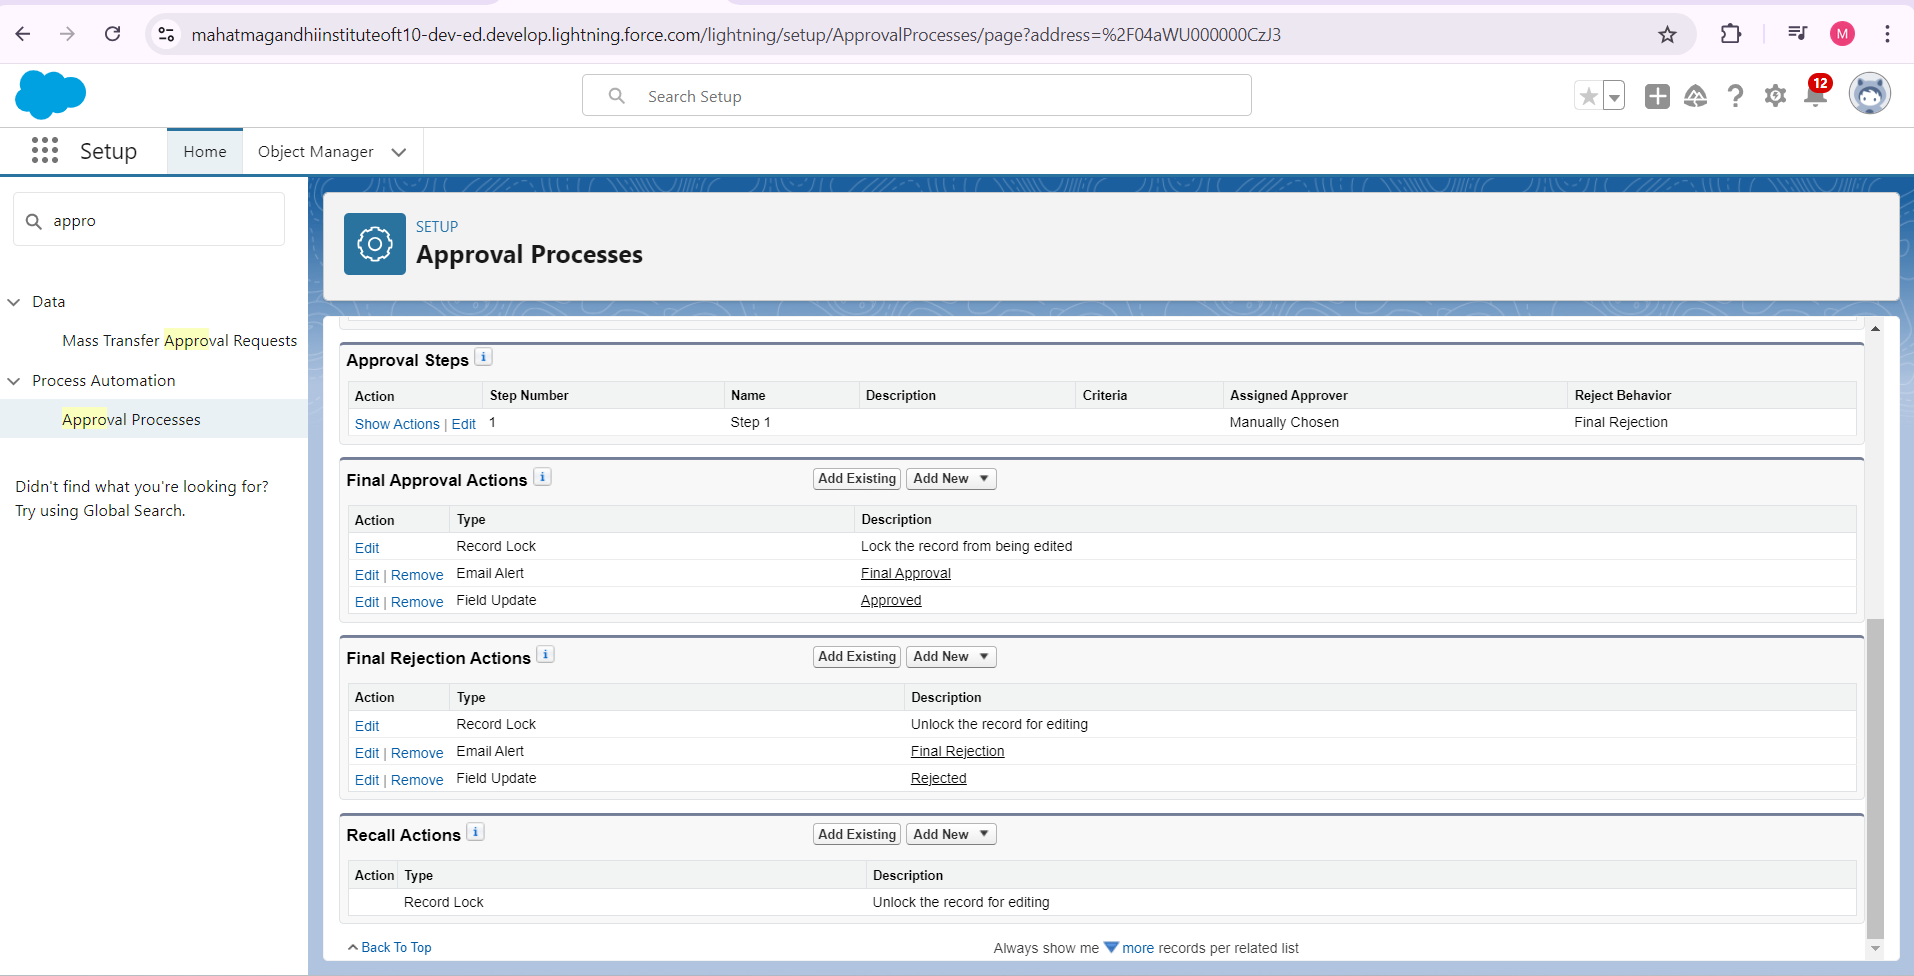 mahatmagandhiinstituteoft10-dev-ed.develop.lightning.force.com/lightning/setup/ApprovalProcesses/page?address=%2F04aWU000000CzJ3
M
Search Setup
12
Setup
Home
Object Manager
appro
Data
Mass Transfer Approval Requests
Process Automation
Approval Processes
Didn't find what you're looking for?
Try using Global Search.
SETUP
Approval Processes
Approval Steps i
Action Step Number Name Description Criteria Assigned Approver Reject Behavior
Show Actions | Edit 1 Step 1 Manually Chosen Final Rejection
Final Approval Actions i Add Existing Add New
Action Type Description
Edit Record Lock Lock the record from being edited
Edit | Remove Email Alert Final Approval
Edit | Remove Field Update Approved
Final Rejection Actions i Add Existing Add New
Action Type Description
Edit Record Lock Unlock the record for editing
Edit | Remove Email Alert Final Rejection
Edit | Remove Field Update Rejected
Recall Actions i Add Existing Add New
Action Type Description
Record Lock Unlock the record for editing
Back To Top Always show me more records per related list